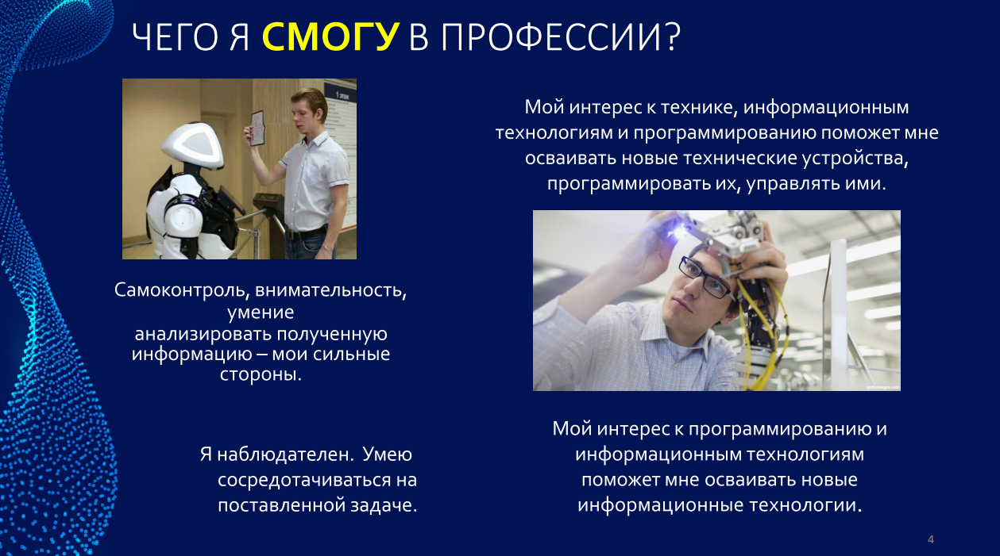 ЧЕГО Я СМОГУ В ПРОФЕССИИ?
1 этаж
Самоконтроль, внимательность,
умение
анализировать полученную
информацию – мои сильные
стороны.
Я наблюдателен.  Умею
сосредотачиваться на
поставленной задаче.
Мой интерес к технике, информационным
технологиям и программированию поможет мне
осваивать новые технические устройства,
программировать их, управлять ими.
Мой интерес к программированию и
информационным технологиям
поможет мне осваивать новые
информационные технологии.
4